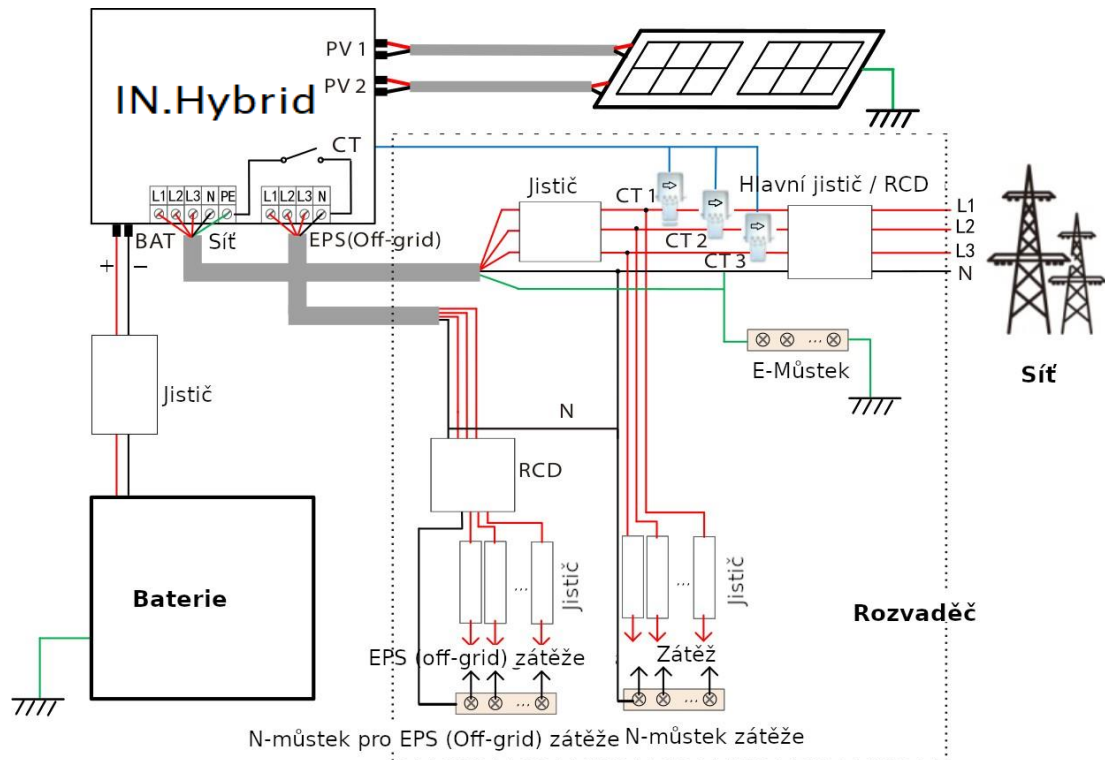 PV 1
PV 2
IN.Hybrid
CT
L1 L2 L3 N PE
L1 L2 L3 N
BAT
Síť
EPS(Off-grid)
+ −
Jistič
CT 1
Hlavní jistič / RCD
CT 2
CT 3
L1
L2
L3
N
...
E-Můstek
Síť
Jistič
N
RCD
...
Jistič
...
Jistič
Baterie
Rozvaděč
EPS (off-grid) zátěže
Zátěž
...
...
N-můstek pro EPS (Off-grid) zátěže
N-můstek zátěže